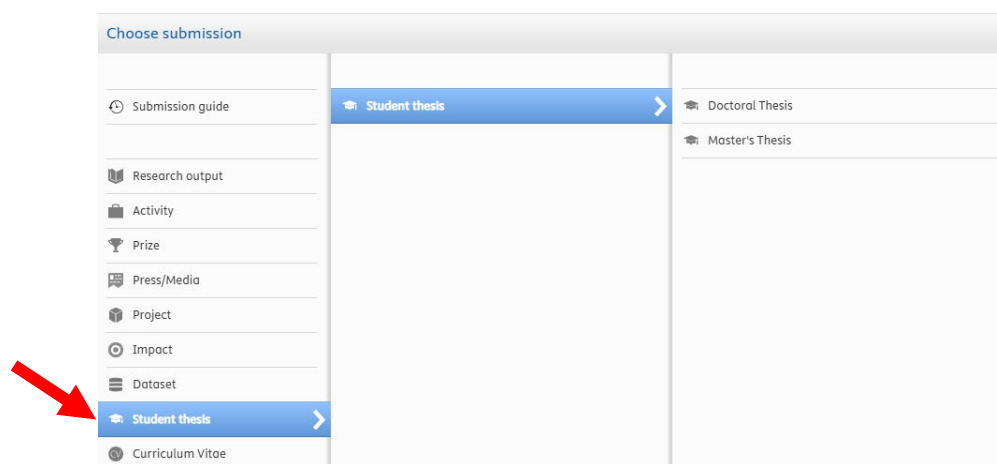 Choose submission
Submission guide
Research output
Activity
Prize
Press/Media
Project
Impact
Dataset
Student thesis
Curriculum Vitae
Student thesis
Doctoral Thesis
Master's Thesis